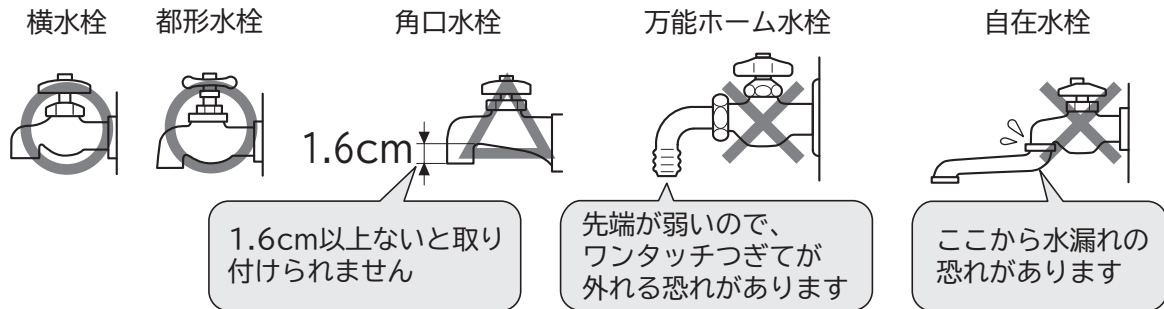 横水栓
都形水栓
角口水栓
万能ホーム水栓
自在水栓
1.6cm
1.6cm以上ないと取り
付けられません
先端が弱いので、
ワンタッチつぎてが
外れる恐れがあります
ここから水漏れの
恐れがあります